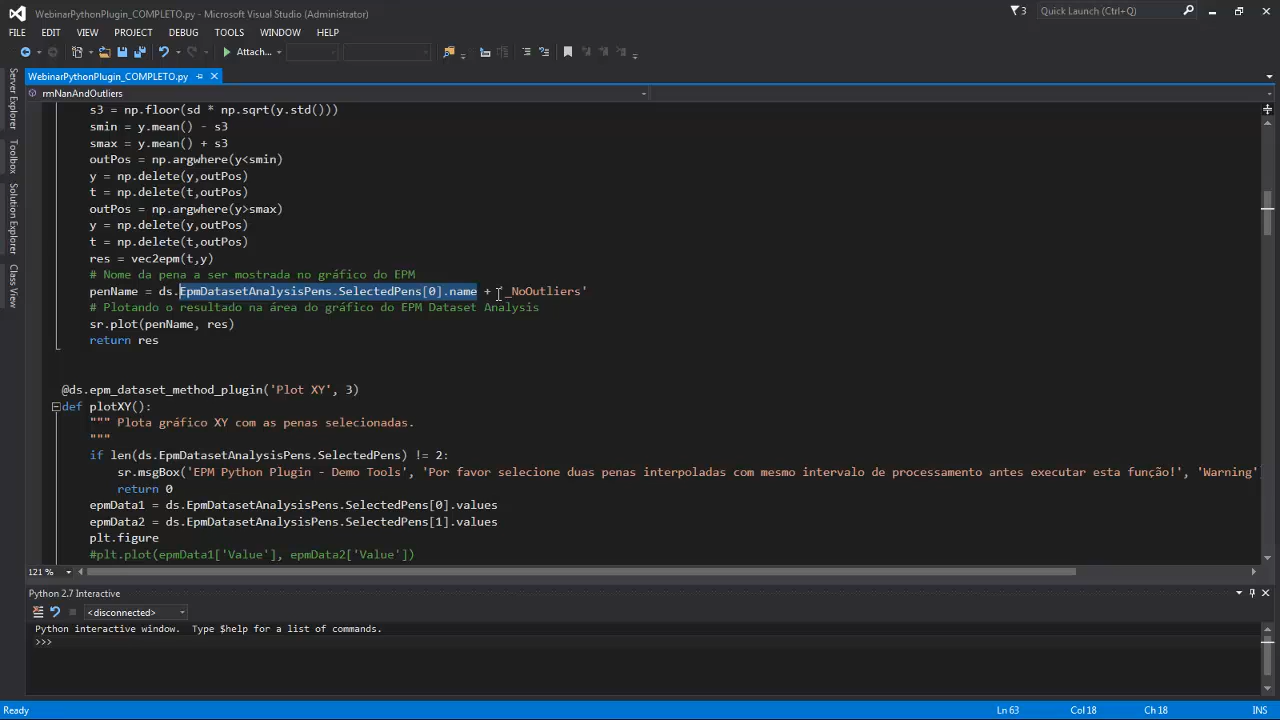 WebinarPythonPlugin_COMPLETO.py - Microsoft Visual Studio (Administrator)
3
Quick Launch (Ctrl+Q)
FILE EDIT VIEW PROJECT DEBUG TOOLS WINDOW HELP
Attach...
WebinarPythonPlugin_COMPLETO.py
rmNanAndOutliers
Server Explorer
Toolbox
Solution Explorer
Class View
s3 = np.floor(sd * np.sqrt(y.std()))
smin = y.mean() - s3
smax = y.mean() + s3
outPos = np.argwhere(y<smin)
y = np.delete(y,outPos)
t = np.delete(t,outPos)
outPos = np.argwhere(y>smax)
y = np.delete(y,outPos)
t = np.delete(t,outPos)
res = vec2epm(t,y)
# Nome da pena a ser mostrada no gráfico do EPM
penName = ds.EpmDatasetAnalysisPens.SelectedPens[0].name + '_NoOutliers'
# Plotando o resultado na área do gráfico do EPM Dataset Analysis
sr.plot(penName, res)
return res
@ds.epm_dataset_method_plugin('Plot XY', 3)
def plotXY():
""" Plota gráfico XY com as penas selecionadas.
"""
if len(ds.EpmDatasetAnalysisPens.SelectedPens) != 2:
sr.msgBox('EPM Python Plugin - Demo Tools', 'Por favor selecione duas penas interpoladas com mesmo intervalo de processamento antes executar esta função!', 'Warning'
return 0
epmData1 = ds.EpmDatasetAnalysisPens.SelectedPens[0].values
epmData2 = ds.EpmDatasetAnalysisPens.SelectedPens[1].values
plt.figure
#plt.plot(epmData1['Value'], epmData2['Value'])
121 %
Python 2.7 Interactive
<disconnected>
Python interactive window. Type $help for a list of commands.
>>>
Ready
Ln 63
Col 18
Ch 18
INS